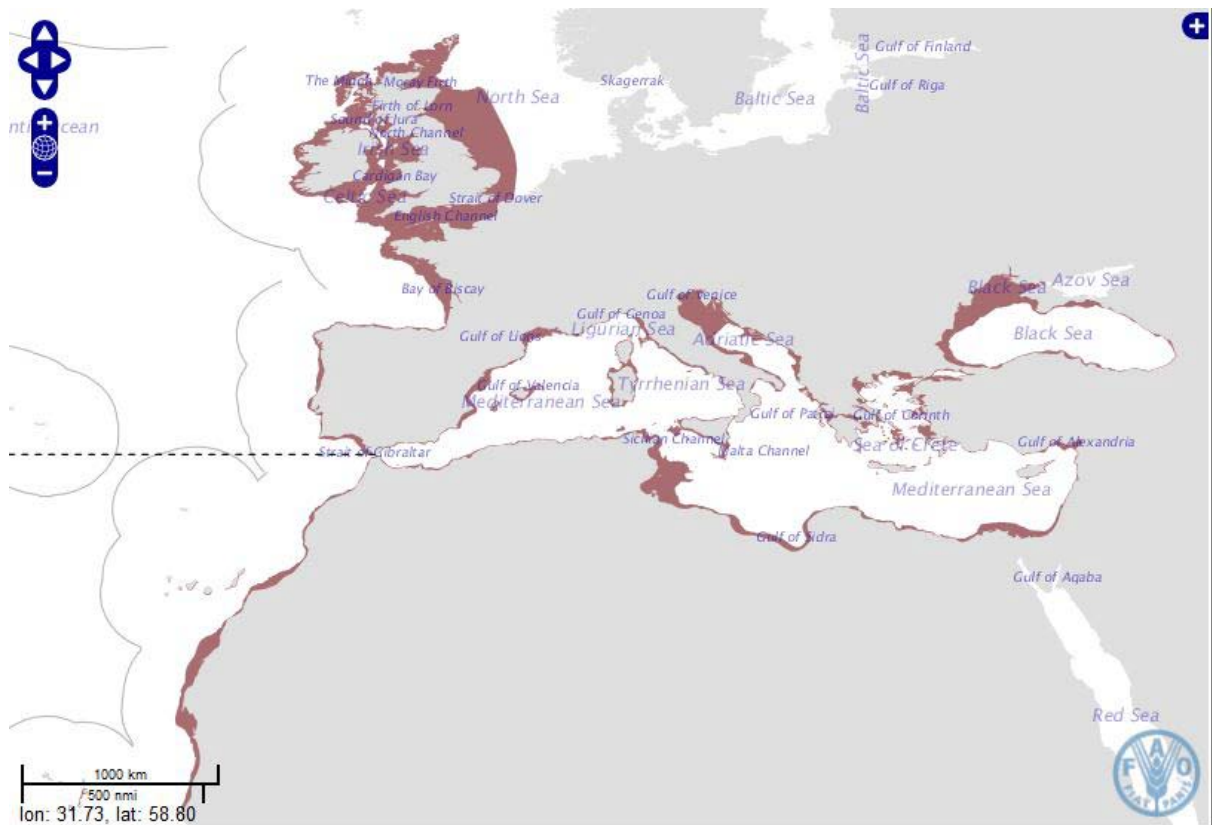 Gulf of Finland
Skagerrak
Baltic Sea
Gulf of Riga
The Minch
Moray Firth
North Sea
Baltic Sea
Firth of Lorn
Sound of Jura
North Channel
Irish Sea
Cardigan Bay
Celtic Sea
Strait of Dover
English Channel
Bay of Biscay
Gulf of Venice
Black Sea
Azov Sea
Gulf of Genoa
Ligurian Sea
Gulf of Lions
Adriatic Sea
Black Sea
Gulf of Valencia
Tyrrhenian Sea
Mediterranean Sea
Gulf of Corinth
Sicilian Channel
Strait of Gibraltar
Malta Channel
Sea of Crete
Gulf of Alexandria
Mediterranean Sea
Gulf of Sidra
Gulf of Aqaba
Red Sea
1000 km
500 nmi
lon: 31.73, lat: 58.80
F A O
FIAT PANIS